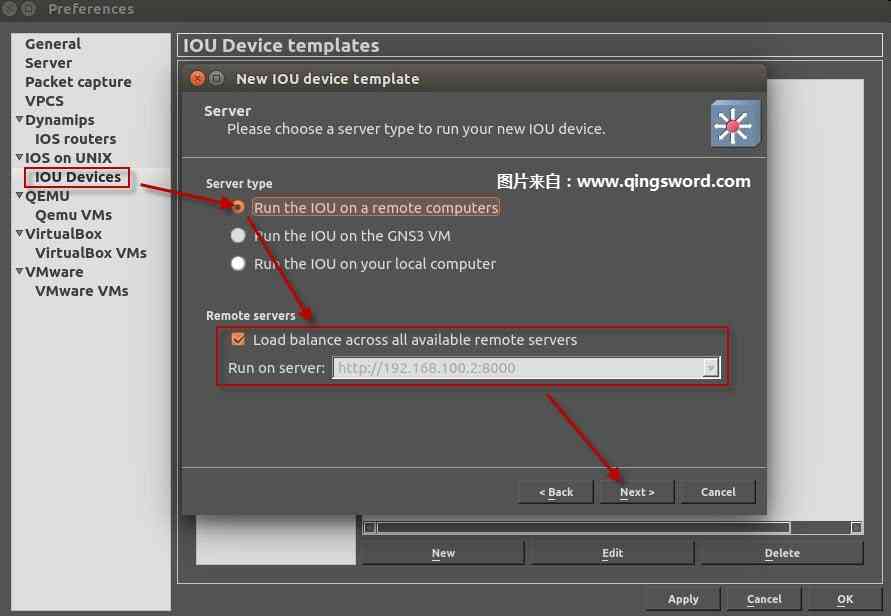 Preferences
General
Server
Packet capture
VPCS
Dynamips
IOS routers
IOS on UNIX
IOU Devices
QEMU
Qemu VMs
VirtualBox
VirtualBox VMs
VMware
VMware VMs
IOU Device templates
New IOU device template
Server
Please choose a server type to run your new IOU device.
Server type
图片来自：www.qingsword.com
Run the IOU on a remote computers
Run the IOU on the GNS3 VM
Run the IOU on your local computer
Remote servers
Load balance across all available remote servers
Run on server: http://192.168.100.2:8000
< Back Next > Cancel
New Edit Delete
Apply Cancel OK